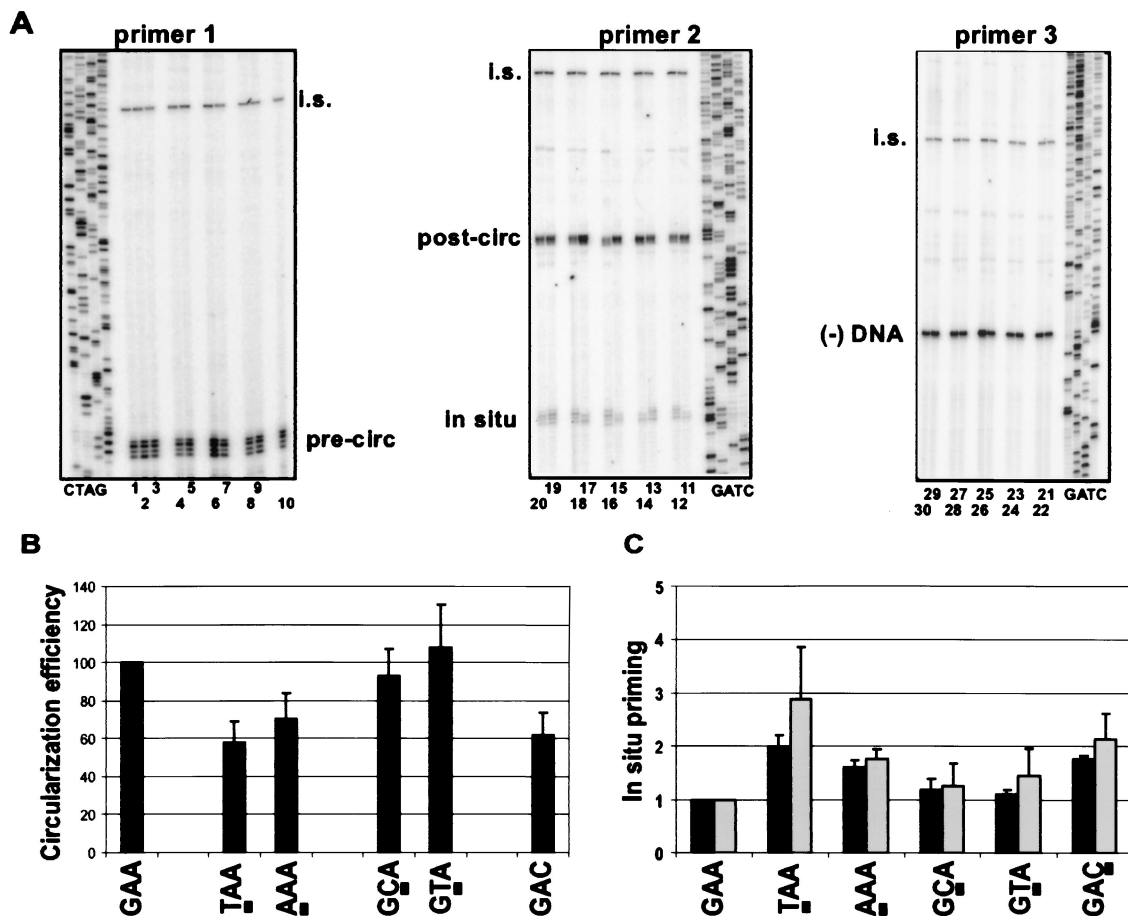 A
primer 1
primer 2
primer 3
i.s.
i.s.
i.s.
post-circ
(-) DNA
in situ
pre-circ
CTAG 1 3 5 7 9
2 4 6 8 10
19 17 15 13 11 GATC
20 18 16 14 12
29 27 25 23 21 GATC
30 28 26 24 22
B
Circularization efficiency
140
120
100
80
60
40
20
0
GAA TAA AAA GCA GTA GAC
C
In situ priming
5
4
3
2
1
0
GAA TAA AAA GCA GTA GAC